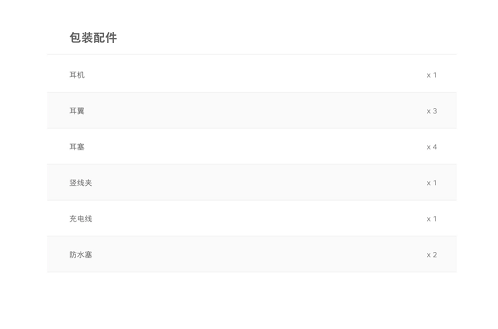 包装配件
耳机 x 1
耳翼 x 3
耳塞 x 4
竖线夹 x 1
充电线 x 1
防水塞 x 2